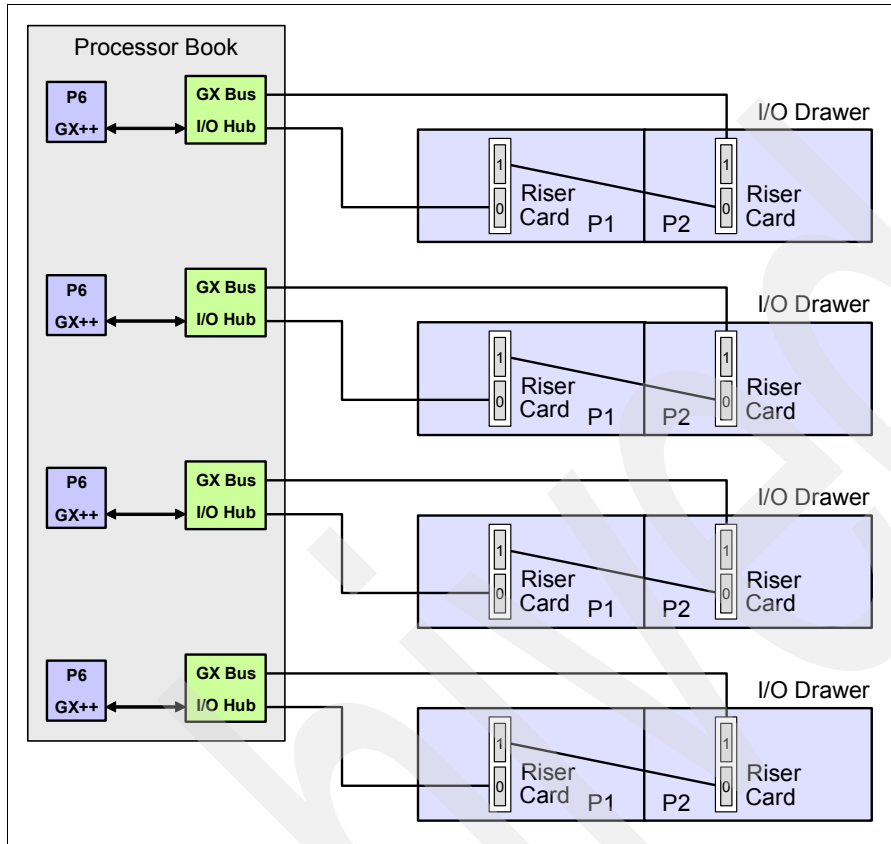 Processor Book
P6
GX++
GX Bus
I/O Hub
I/O Drawer
1
0
Riser
Card
P1
P2
1
0
Riser
Card
P6
GX++
GX Bus
I/O Hub
I/O Drawer
1
0
Riser
Card
P1
P2
1
0
Riser
Card
P6
GX++
GX Bus
I/O Hub
I/O Drawer
1
0
Riser
Card
P1
P2
1
0
Riser
Card
P6
GX++
GX Bus
I/O Hub
I/O Drawer
1
0
Riser
Card
P1
P2
1
0
Riser
Card